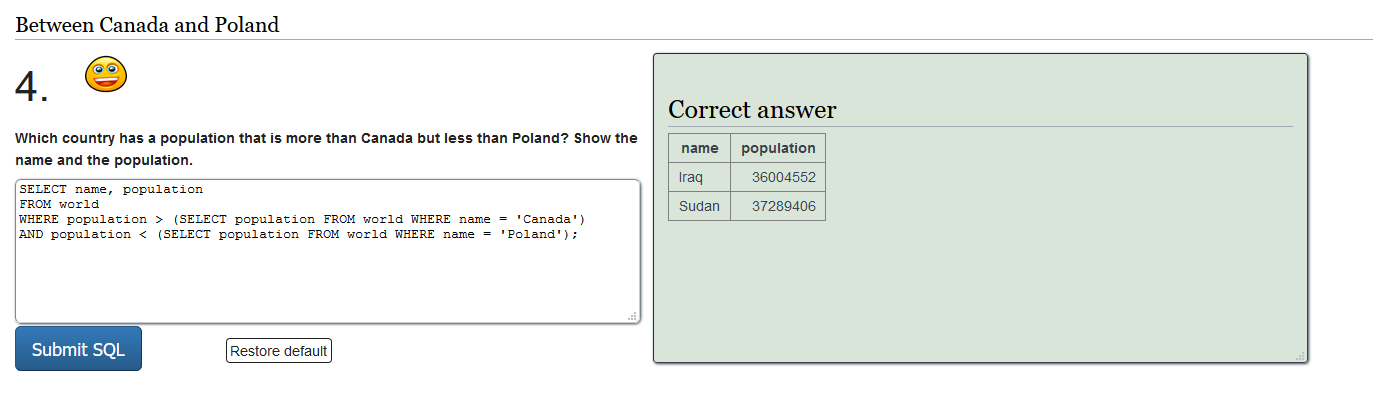 Between Canada and Poland
4.
Which country has a population that is more than Canada but less than Poland? Show the
name and the population.
SELECT name, population
FROM world
WHERE population > (SELECT population FROM world WHERE name = 'Canada')
AND population < (SELECT population FROM world WHERE name = 'Poland');
Submit SQL
Restore default
Correct answer
name population
Iraq 36004552
Sudan 37289406